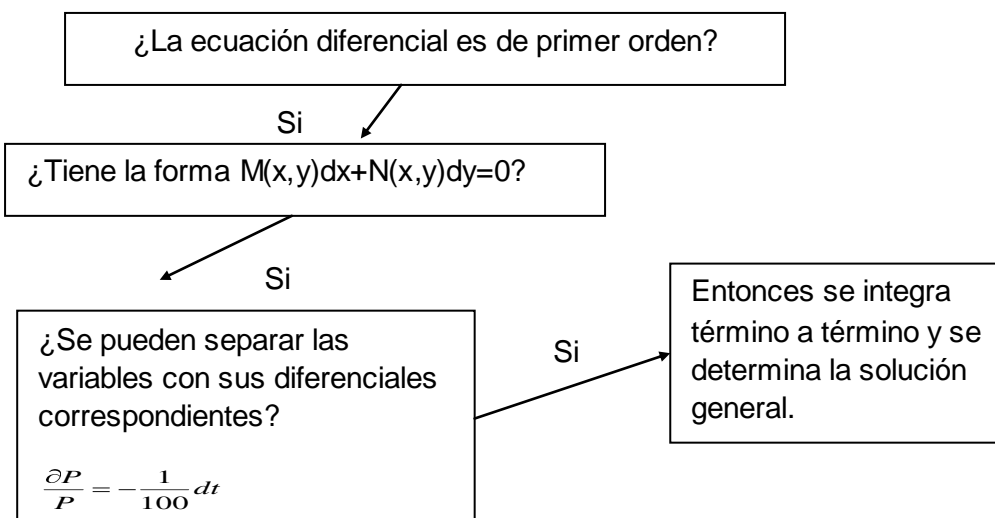 ¿La ecuación diferencial es de primer orden?
Si
¿Tiene la forma M(x,y)dx+N(x,y)dy=0?
Si
¿Se pueden separar las
variables con sus diferenciales
correspondientes?
∂P/P = -1/100 dt
Si
Entonces se integra
término a término y se
determina la solución
general.